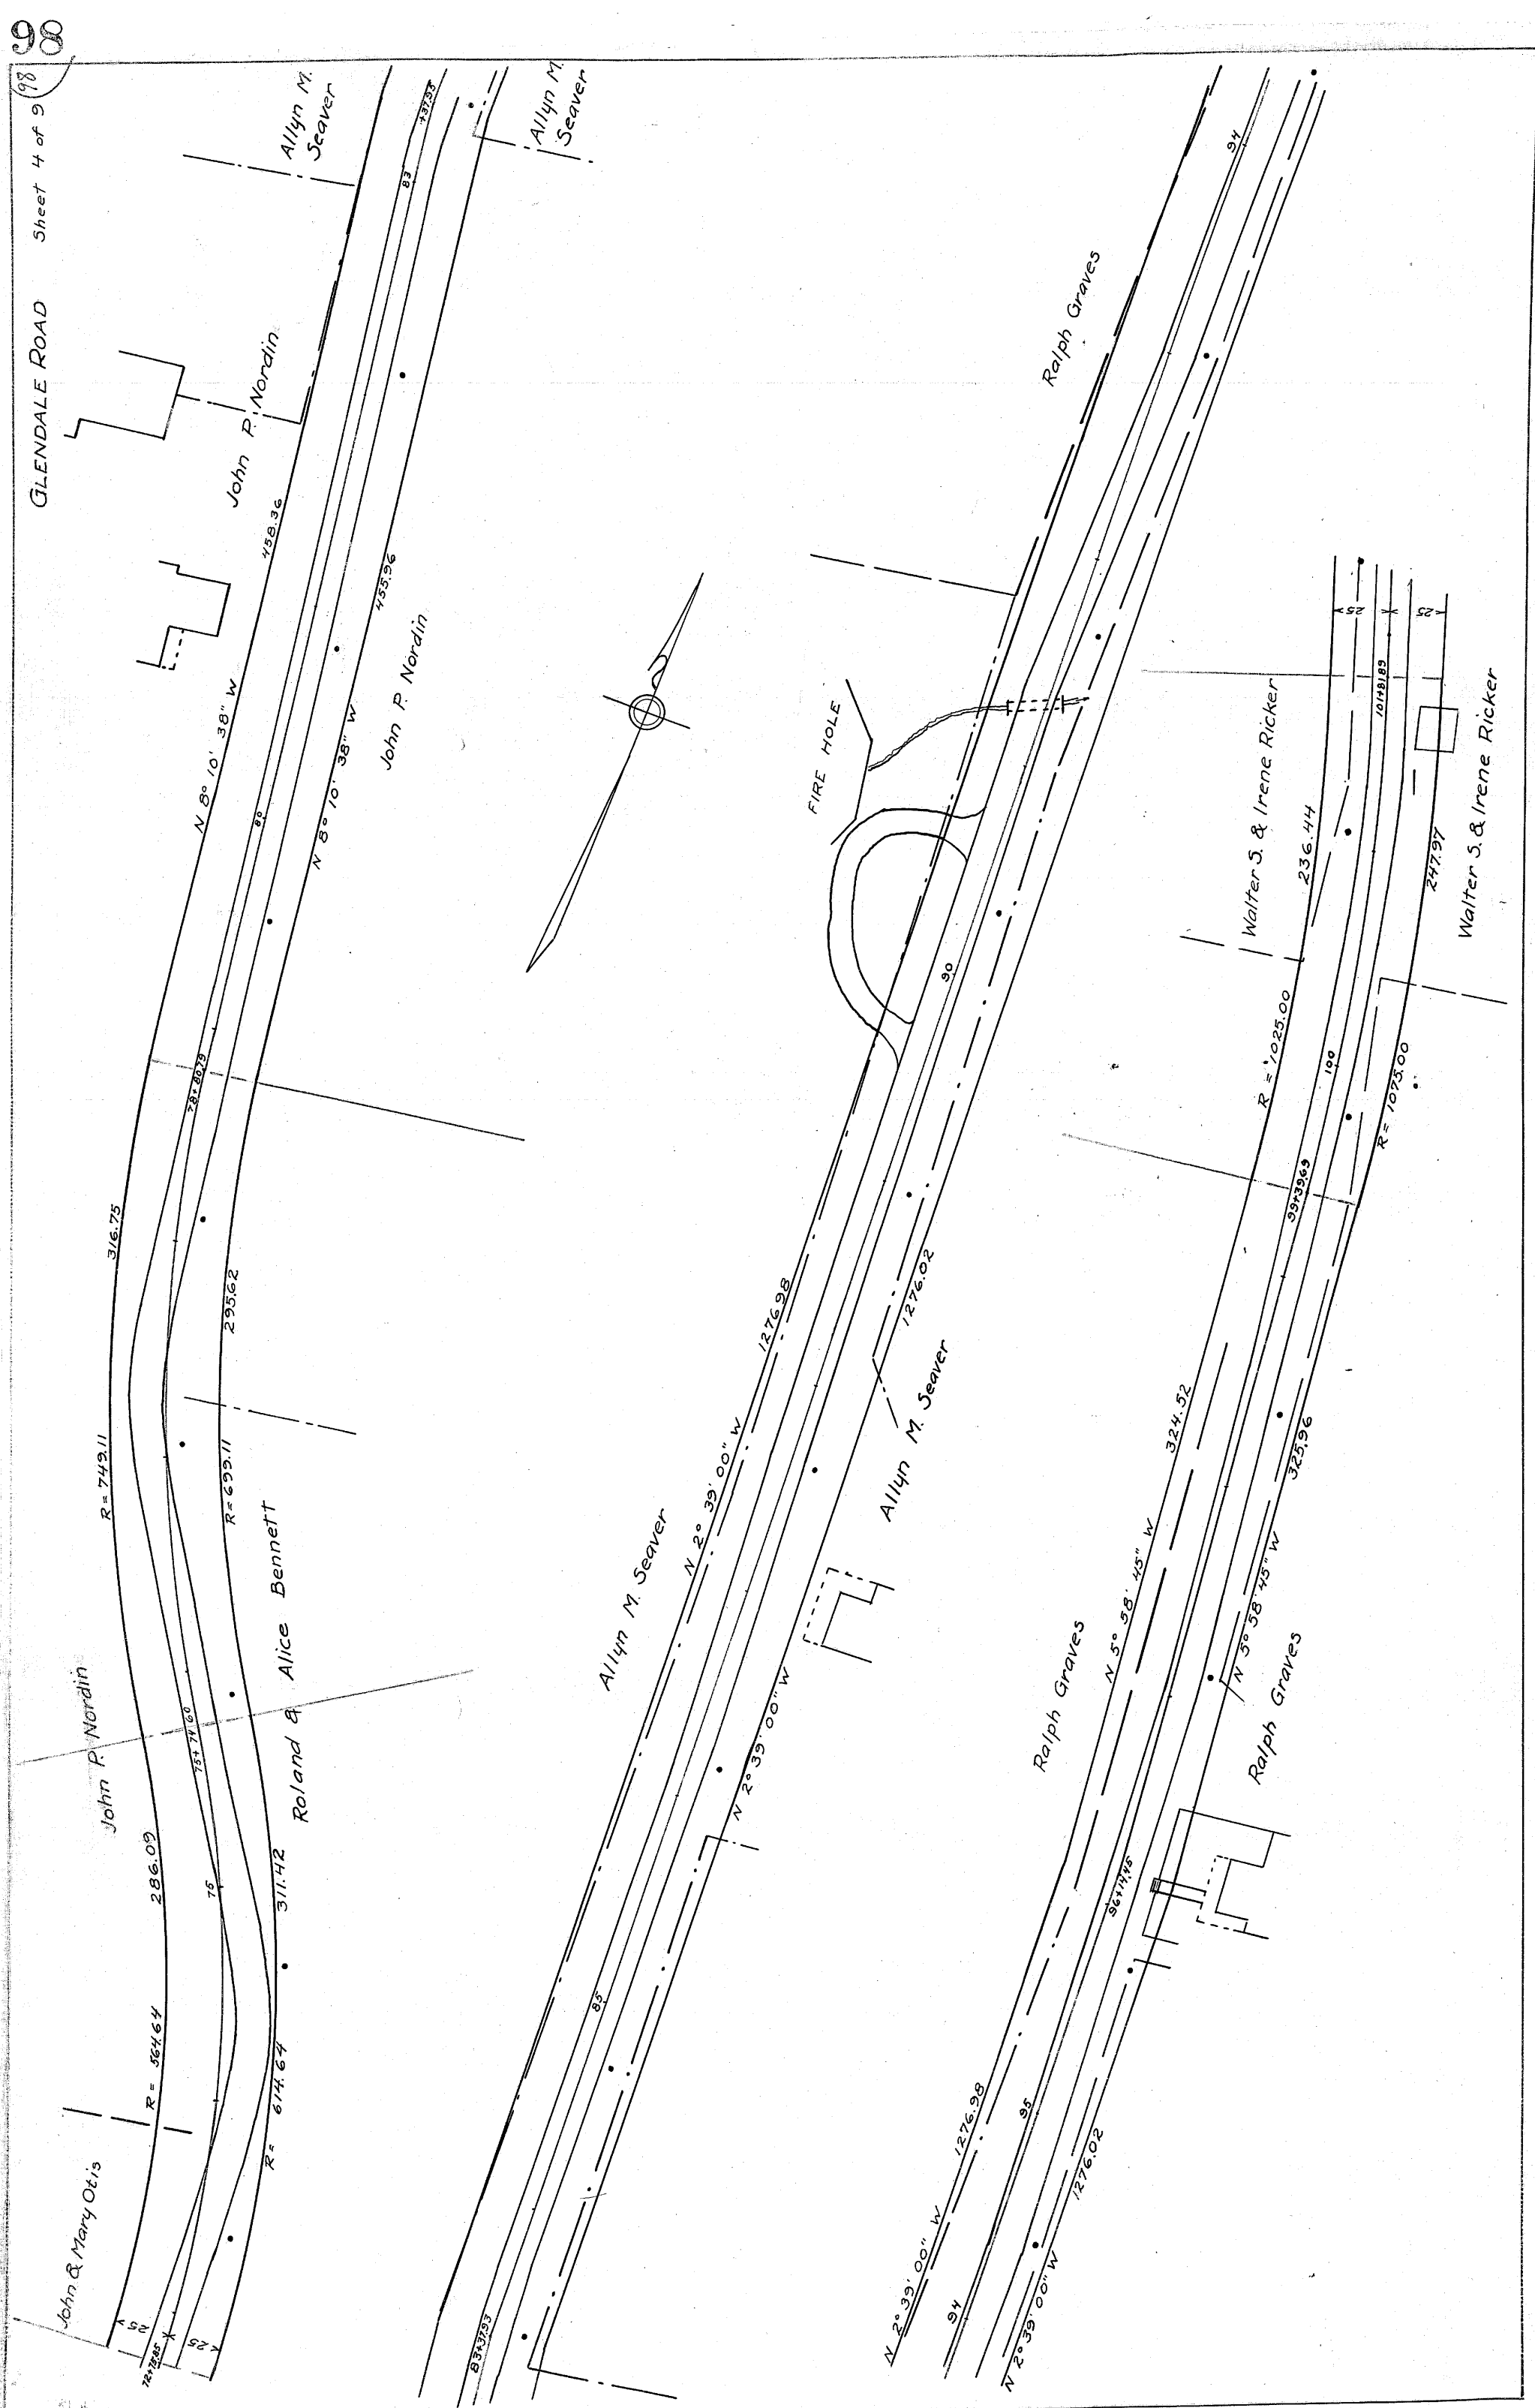 98
98
GLENDALE ROAD
Sheet 4 of 9
Allyn M.
Seaver
Allyn M.
Seaver
+37.93
83
John P. Nordin
458.36
455.96
N 8° 10' 38" W
N 8° 10' 38" W
John P. Nordin
80
78+80.79
316.75
295.62
R=749.11
R=699.11
Roland & Alice Bennett
John P. Nordin
75+74.60
286.09
75
311.42
R= 564.64
R= 614.64
John & Mary Otis
25
25
72+75.85
94
Ralph Graves
FIRE HOLE
90
1276.98
1276.02
Allyn M. Seaver
N 2° 39' 00" W
Allyn M. Seaver
N 2° 39' 00" W
85
83+37.93
25
25
101+81.89
Walter S. & Irene Ricker
Walter S. & Irene Ricker
236.44
247.97
R = 1025.00
R= 1075.00
100
99+39.69
324.52
325.96
N 5° 58' 45" W
N 5° 58' 45" W
Ralph Graves
Ralph Graves
96+14.45
95
1276.98
1276.02
N 2° 39' 00" W
N 2° 39' 00" W
94